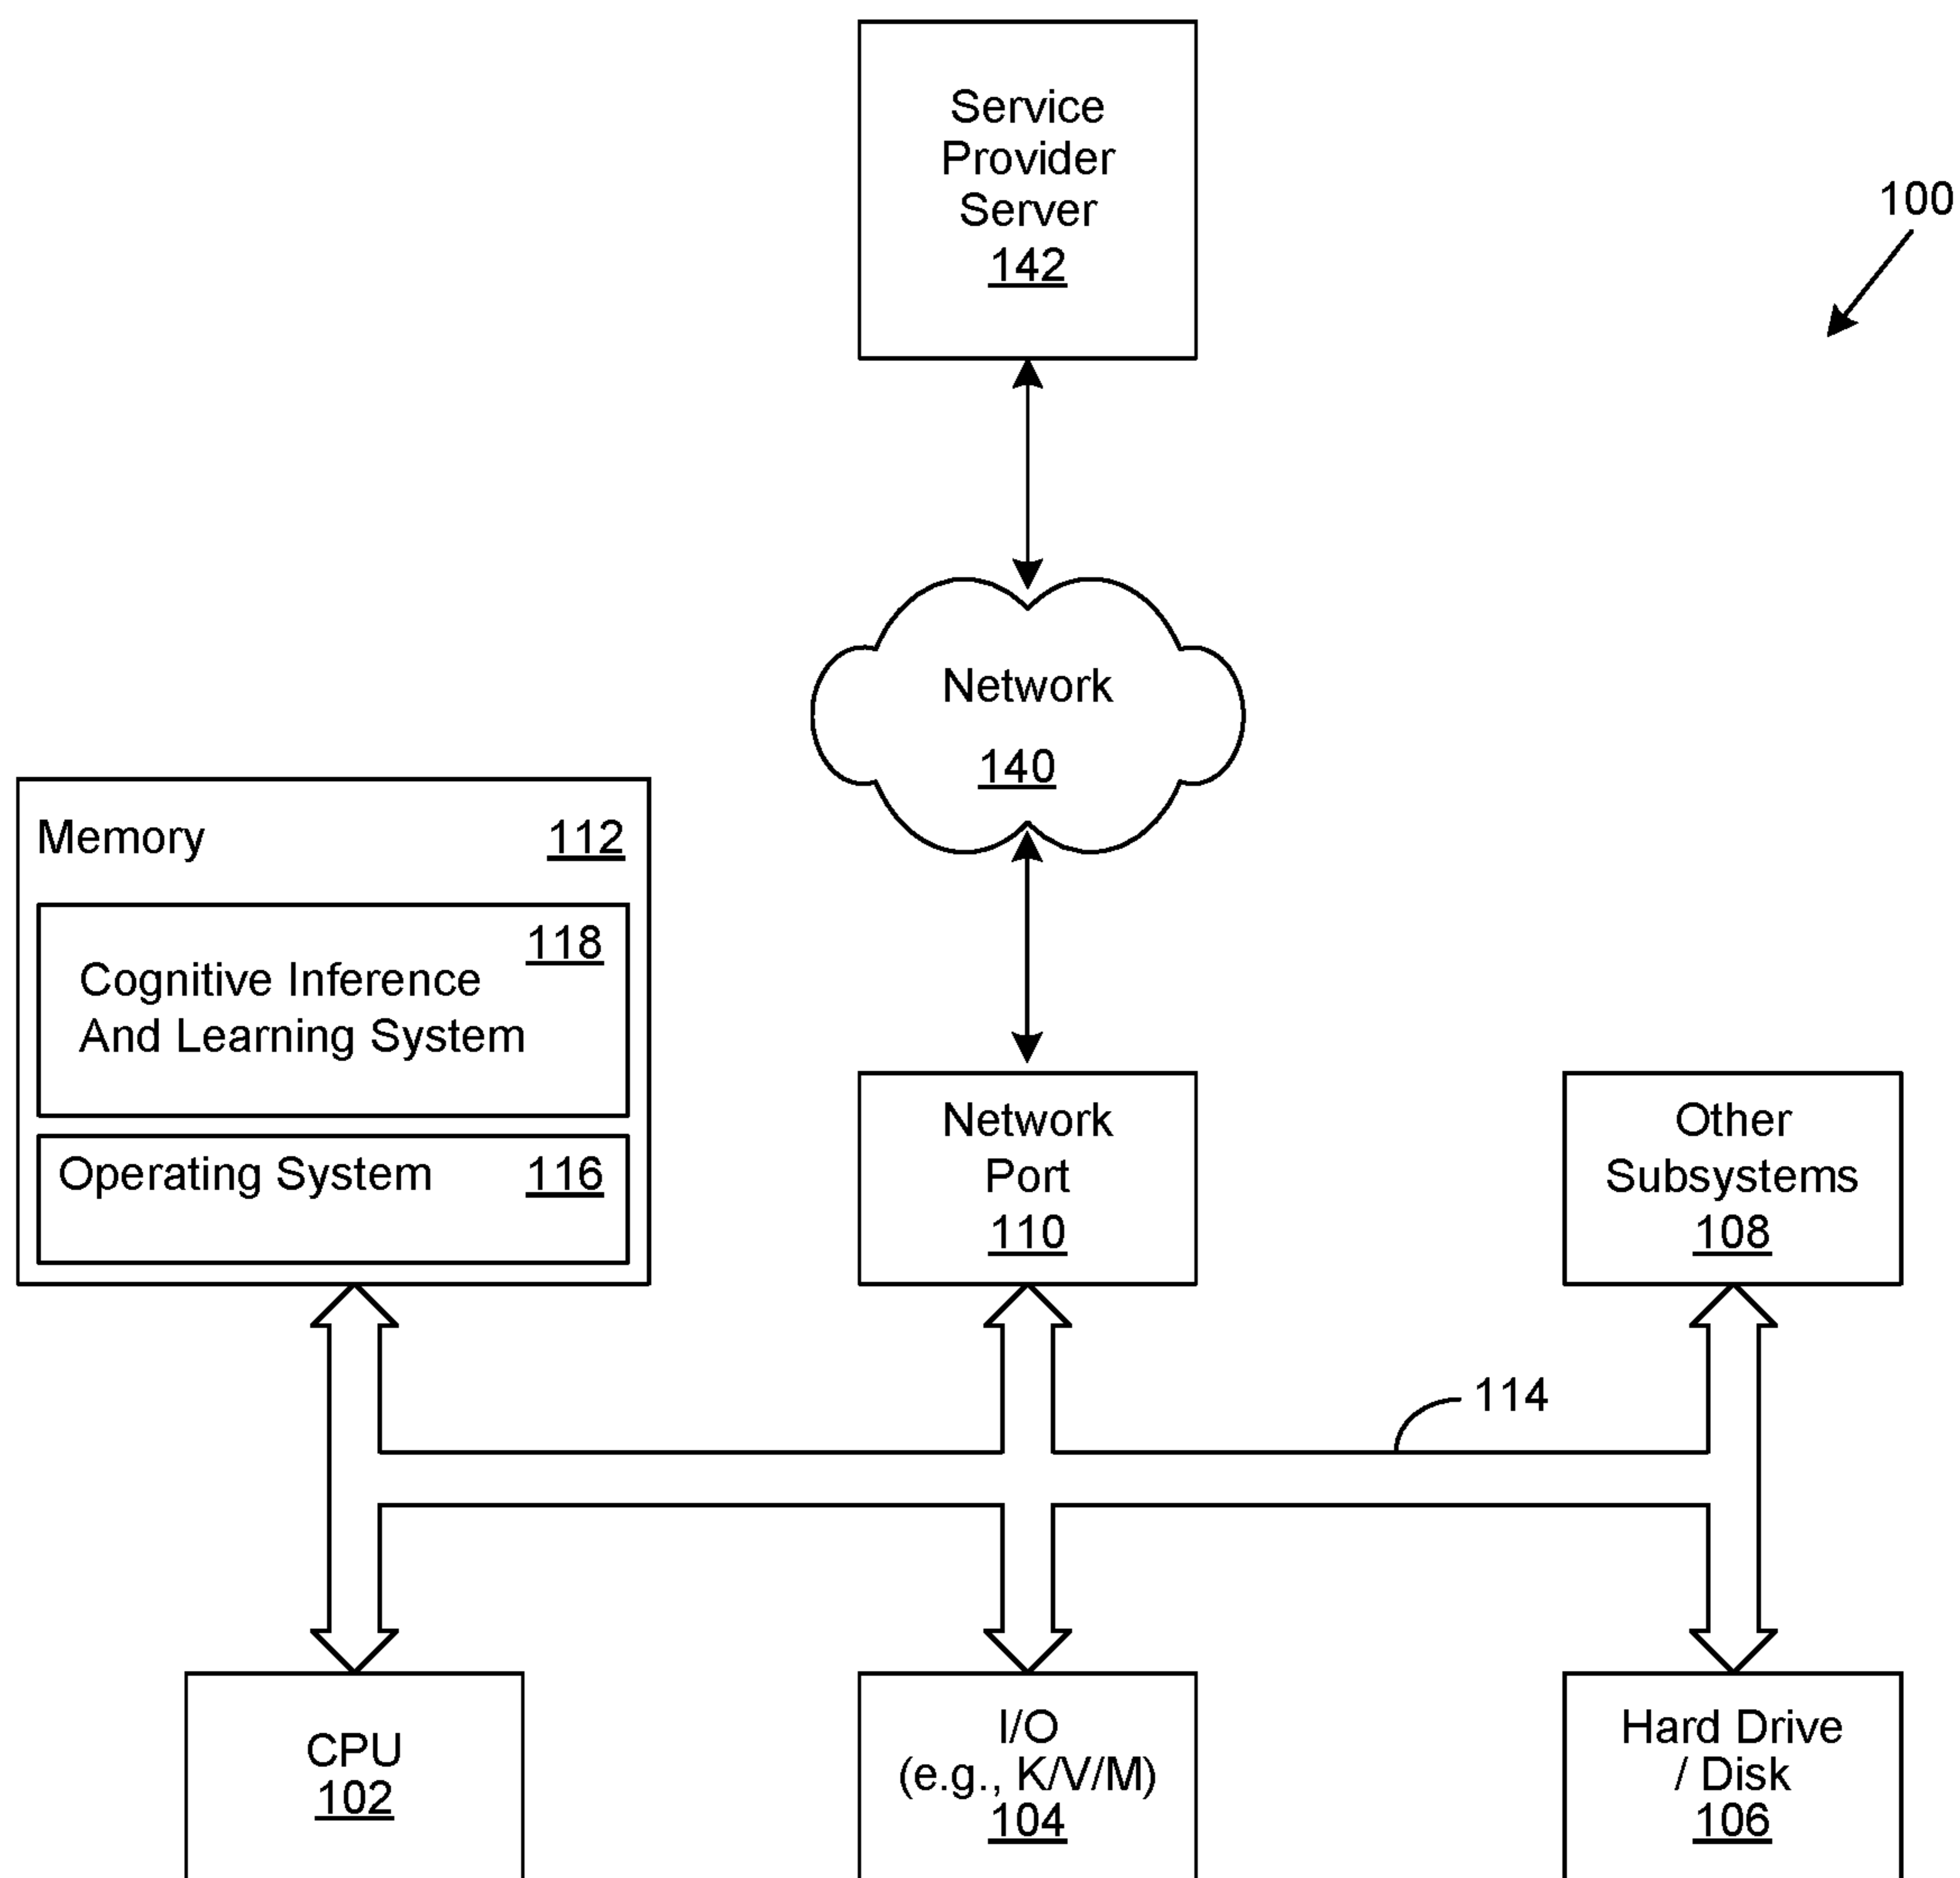 Service
Provider
Server
142
100
Network
140
Memory 112
118
Cognitive Inference
And Learning System
Operating System 116
Network
Port
110
Other
Subsystems
108
114
CPU
102
I/O
(e.g., K/V/M)
104
Hard Drive
/ Disk
106